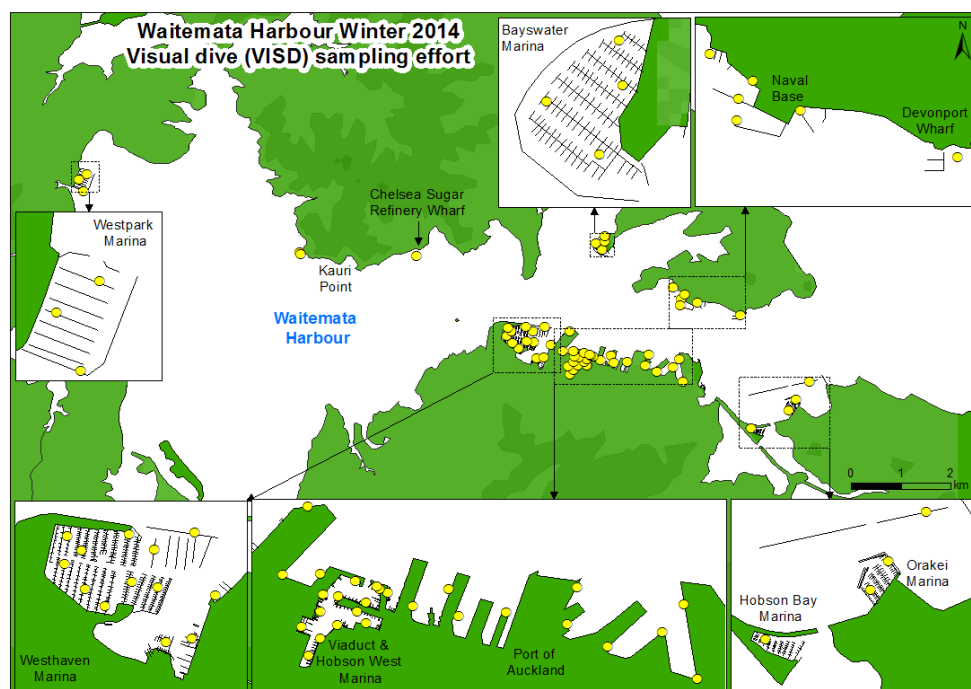 Waitemata Harbour Winter 2014
Visual dive (VISD) sampling effort
Bayswater
Marina
N
Naval
Base
Devonport
Wharf
Westpark
Marina
Chelsea Sugar
Refinery Wharf
Kauri
Point
Waitemata
Harbour
0 1 2
km
Westhaven
Marina
Viaduct &
Hobson West
Marina
Port of
Auckland
Hobson Bay
Marina
Orakei
Marina